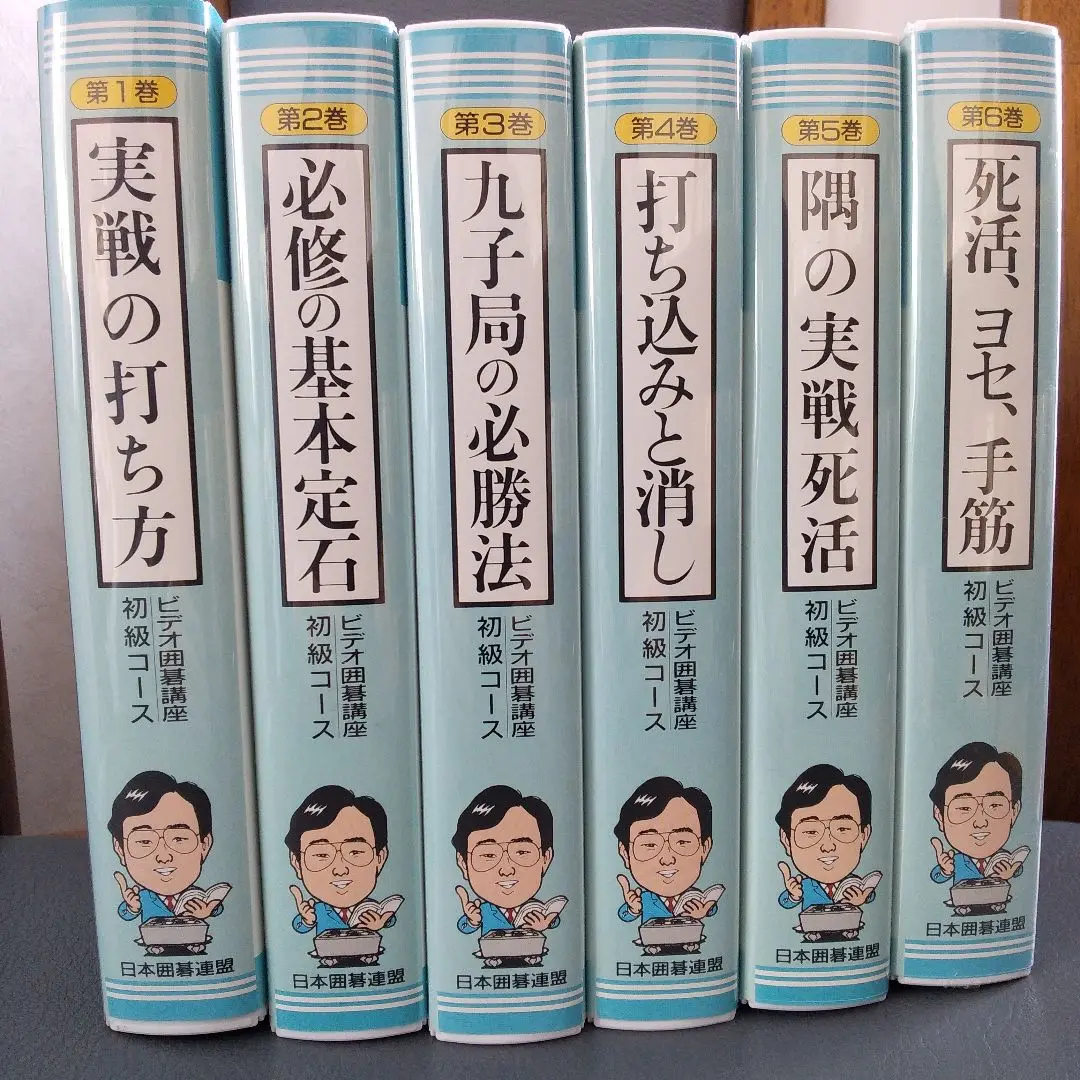 第1巻
実戦の打ち方
ビデオ囲碁講座
初級コース
日本囲碁連盟
第2巻
必修の基本定石
ビデオ囲碁講座
初級コース
日本囲碁連盟
第3巻
九子局の必勝法
ビデオ囲碁講座
初級コース
日本囲碁連盟
第4巻
打ち込みと消し
ビデオ囲碁講座
初級コース
日本囲碁連盟
第5巻
隅の実戦死活
ビデオ囲碁講座
初級コース
日本囲碁連盟
第6巻
死活、ヨセ、手筋
ビデオ囲碁講座
初級コース
日本囲碁連盟